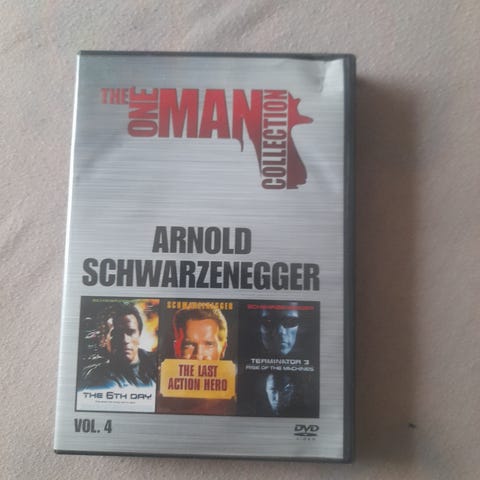 THE ONE MAN COLLECTION
ARNOLD
SCHWARZENEGGER
THE 6TH DAY
SCHWARZENEGGER
THE LAST
ACTION HERO
SCHWARZENEGGER
TERMINATOR 3
RISE OF THE MACHINES
VOL. 4
DVD
VIDEO